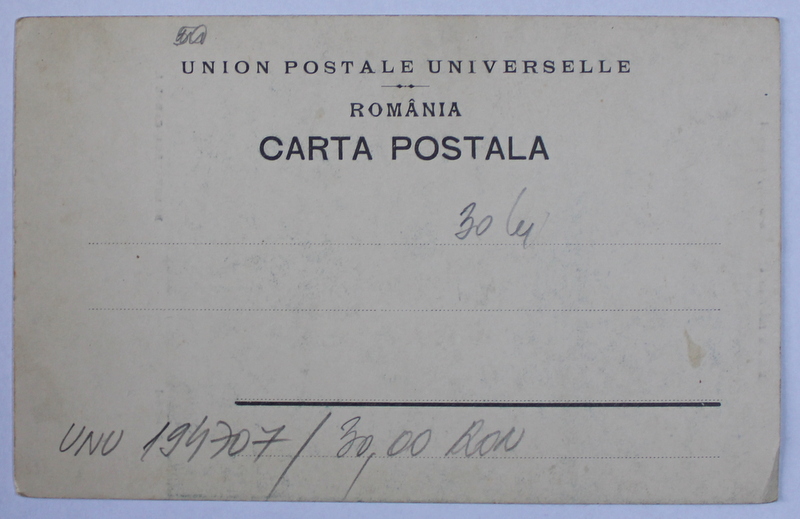 UNION POSTALE UNIVERSELLE
ROMÂNIA
CARTA POSTALA
30 lei
UNU 194707 / 30,00 RON